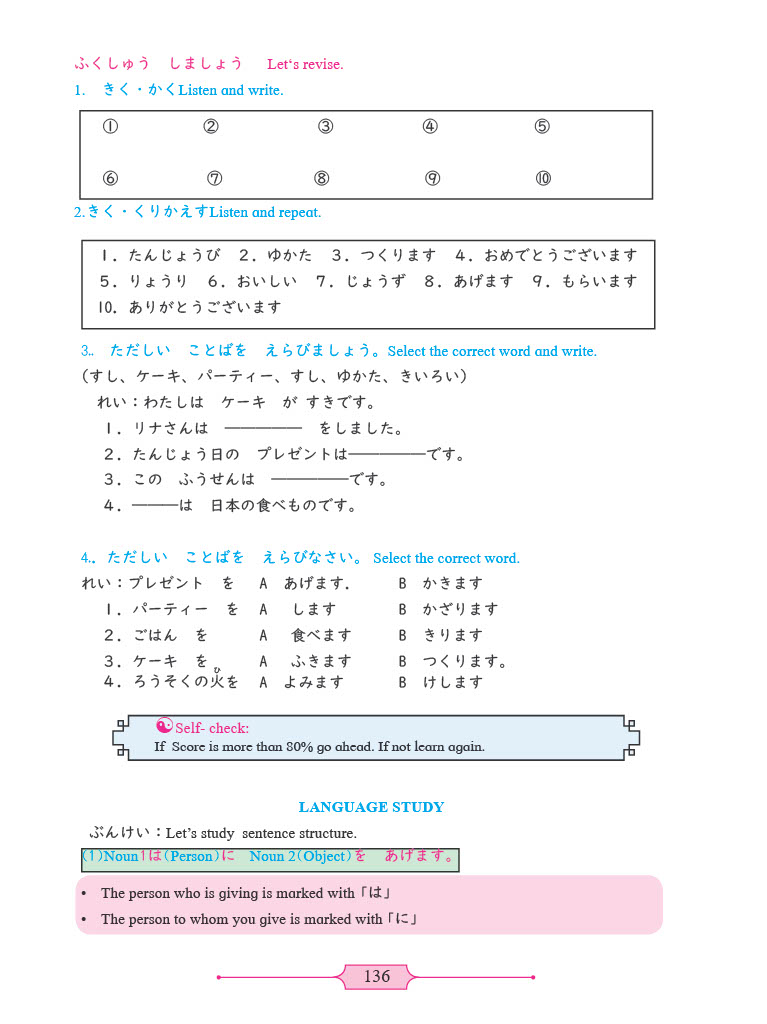 ふくしゅう　しましょう　Let‘s revise.
1.　きく・かくListen and write.
①　②　③　④　⑤
⑥　⑦　⑧　⑨　⑩
2.きく・くりかえすListen and repeat.
１．たんじょうび　２．ゆかた　３．つくります　４．おめでとうございます
５．りょうり　６．おいしい　７．じょうず　８．あげます　９．もらいます
10．ありがとうございます
3..　ただしい　ことばを　えらびましょう。Select the correct word and write.
（すし、ケーキ、パーティー、すし、ゆかた、きいろい）
れい：わたしは　ケーキ　が すきです。
１．リナさんは　―――――　をしました。
２．たんじょう日の　プレゼントは―――――です。
３．この　ふうせんは　―――――です。
４．―――は　日本の食べものです。
4.．ただしい　ことばを　えらびなさい。 Select the correct word.
れい：プレゼント　を　A　あげます．　B　かきます
１．パーティー　を　A　します　B　かざります
２．ごはん　を　A　食べます　B　きります
３．ケーキ　を　A　ふきます　B　つくります。
ひ
４．ろうそくの火を　A　よみます　B　けします
Self- check:
If Score is more than 80% go ahead. If not learn again.
LANGUAGE STUDY
ぶんけい：Let’s study sentence structure.
(1)Noun1は(Person)に　Noun 2(Object)を　あげます。
• The person who is giving is marked with「は」
• The person to whom you give is marked with「に」
136